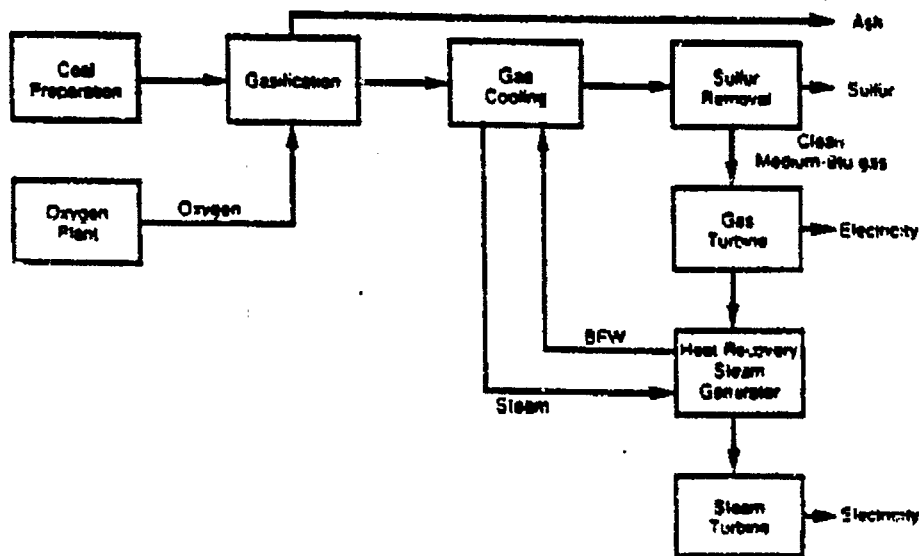 Ash
Coal
Preparation
Gasification
Gas
Cooling
Sulfur
Removal
Sulfur
Clean
Medium-Btu gas
Oxygen
Plant
Oxygen
Gas
Turbine
Electricity
BFW
Heat Recovery
Steam
Generator
Steam
Steam
Turbine
Electricity